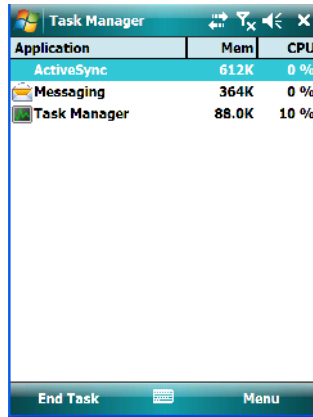 Task Manager
Application Mem CPU
ActiveSync 612K 0 %
Messaging 364K 0 %
Task Manager 88.0K 10 %
End Task Menu